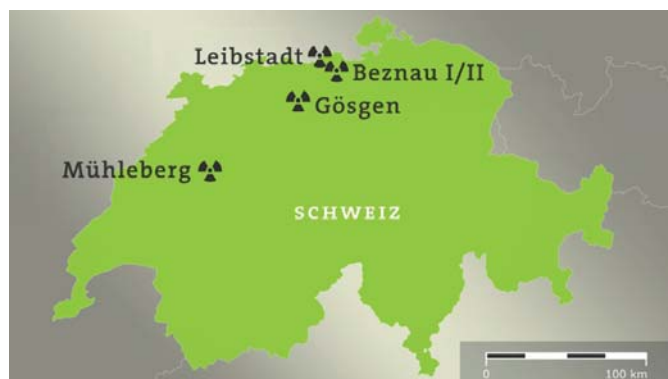 Leibstadt
Beznau I/II
Gösgen
Mühleberg
SCHWEIZ
0
100 km